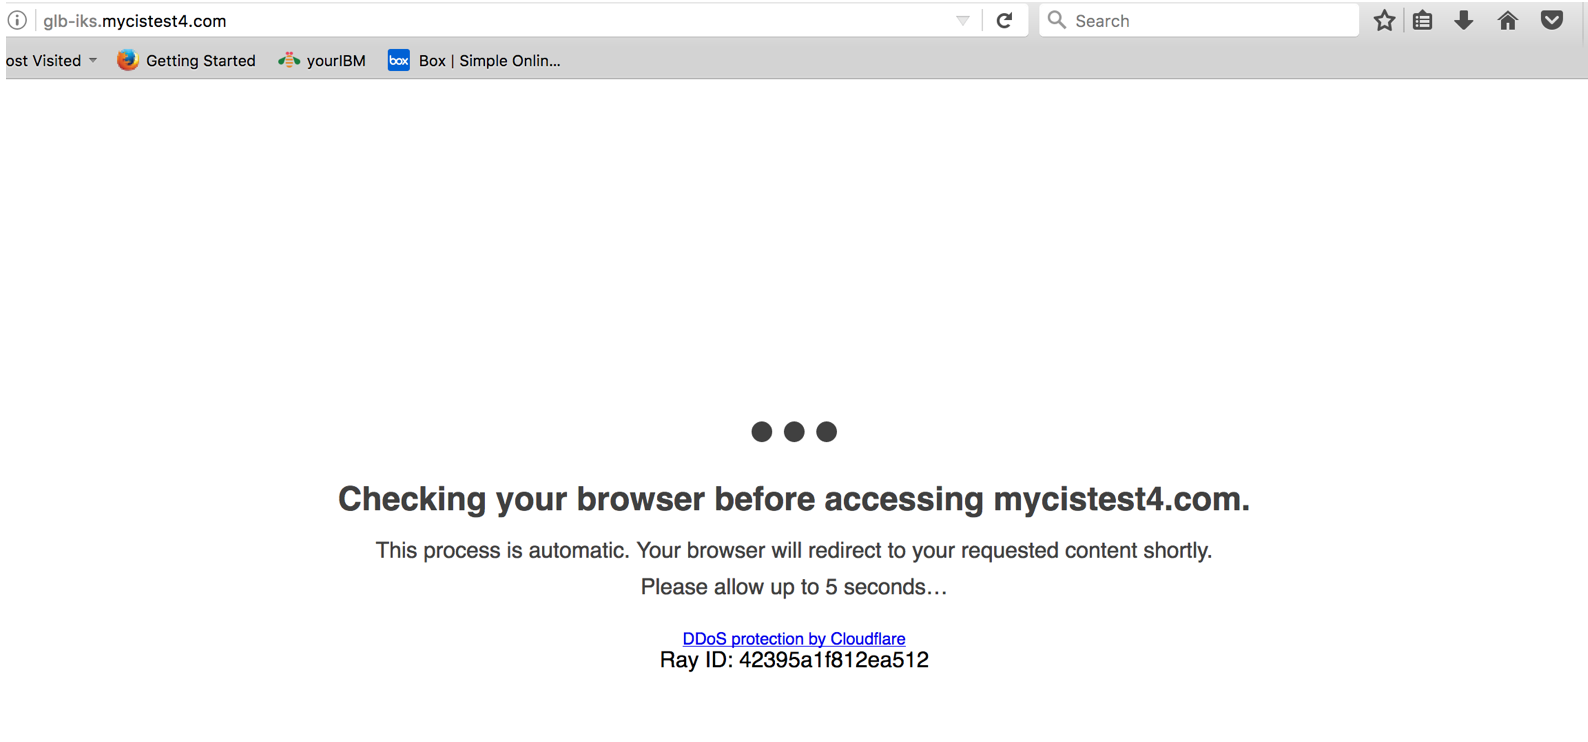 glb-iks.mycistest4.com Search
ost Visited Getting Started yourIBM box Box | Simple Onlin...
Checking your browser before accessing mycistest4.com.
This process is automatic. Your browser will redirect to your requested content shortly.
Please allow up to 5 seconds…
DDoS protection by Cloudflare
Ray ID: 42395a1f812ea512